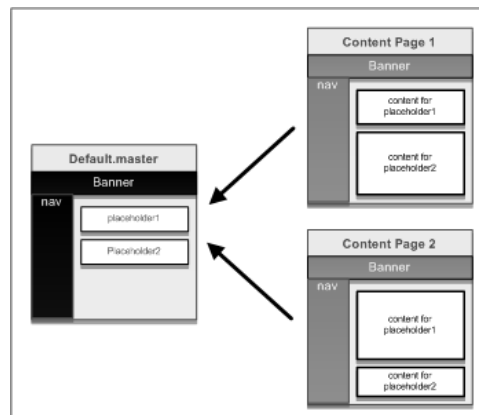 Default.master
Banner
nav
placeholder1
Placeholder2
Content Page 1
Banner
nav
content for
placeholder1
content for
placeholder2
Content Page 2
Banner
nav
content for
placeholder1
content for
placeholder2